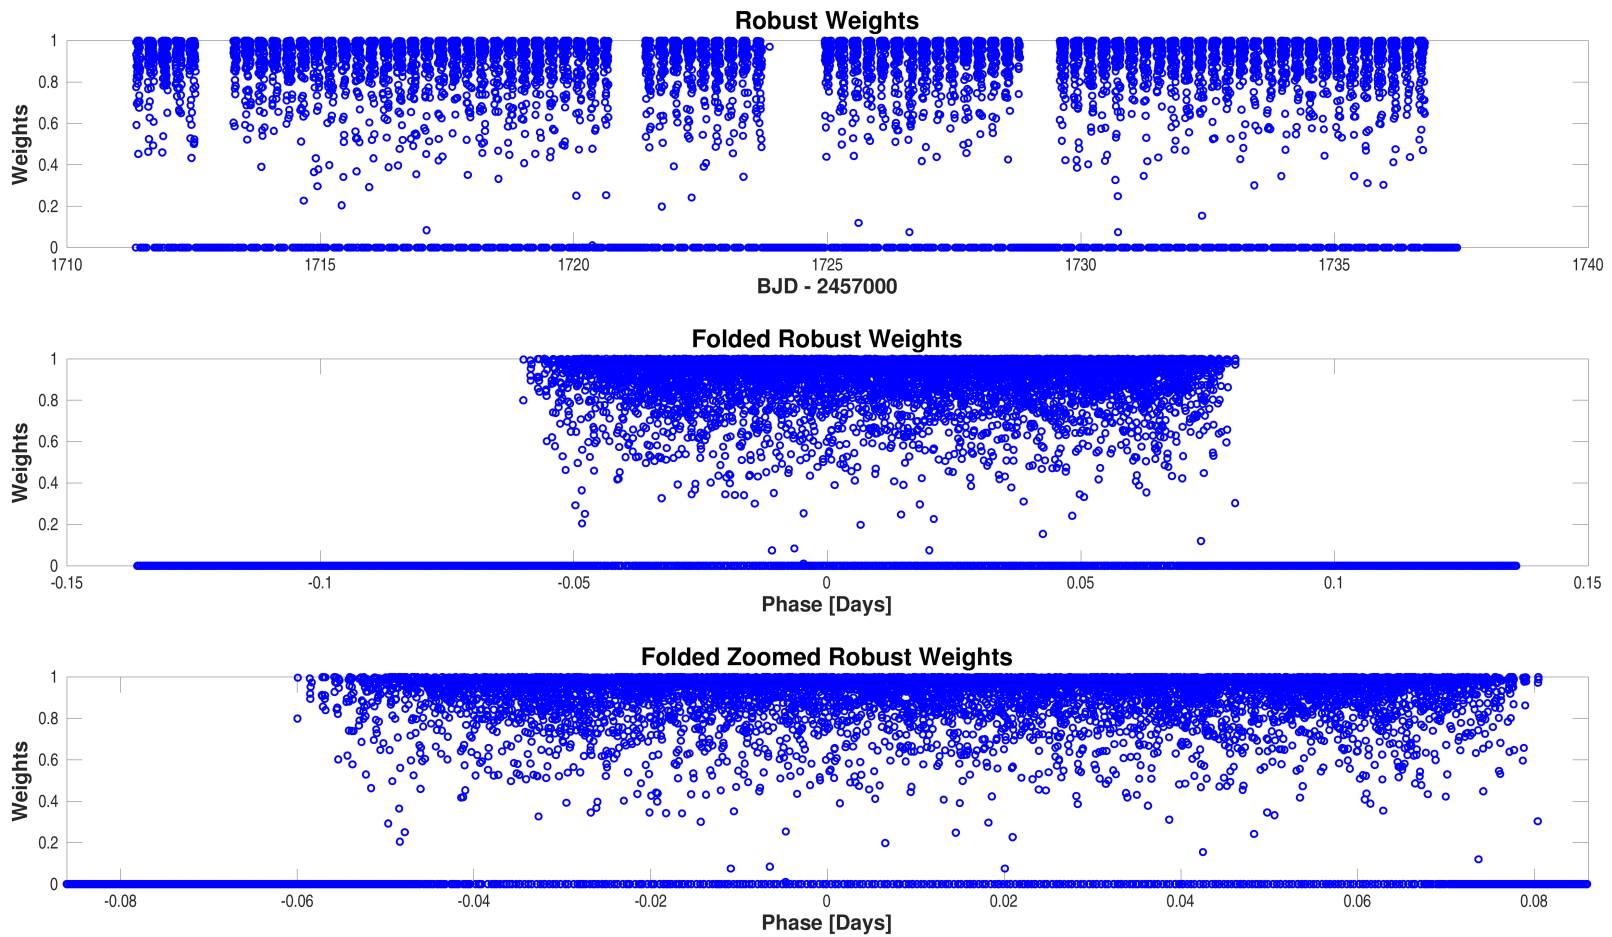 Robust Weights
Weights
1
0.8
0.6
0.4
0.2
0
1710 1715 1720 1725 1730 1735 1740
BJD - 2457000
Folded Robust Weights
Weights
1
0.8
0.6
0.4
0.2
0
-0.15 -0.1 -0.05 0 0.05 0.1 0.15
Phase [Days]
Folded Zoomed Robust Weights
Weights
1
0.8
0.6
0.4
0.2
0
-0.08 -0.06 -0.04 -0.02 0 0.02 0.04 0.06 0.08
Phase [Days]